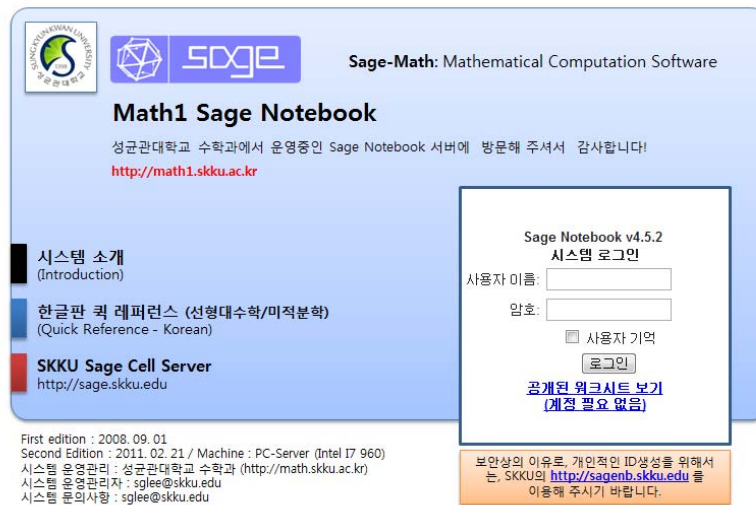 SUNGKYUNKWAN UNIVERSITY
1398
성균관대학교
sage
Sage-Math: Mathematical Computation Software
Math1 Sage Notebook
성균관대학교 수학과에서 운영중인 Sage Notebook 서버에 방문해 주셔서 감사합니다!
http://math1.skku.ac.kr
시스템 소개
(Introduction)
한글판 퀵 레퍼런스 (선형대수학/미적분학)
(Quick Reference - Korean)
SKKU Sage Cell Server
http://sage.skku.edu
Sage Notebook v4.5.2
시스템 로그인
사용자 이름:
암호:
사용자 기억
로그인
공개된 워크시트 보기
(계정 필요 없음)
First edition : 2008. 09. 01
Second Edition : 2011. 02. 21 / Machine : PC-Server (Intel I7 960)
시스템 운영관리 : 성균관대학교 수학과 (http://math.skku.ac.kr)
시스템 운영관리자 : sglee@skku.edu
시스템 문의사항 : sglee@skku.edu
보안상의 이유로, 개인적인 ID생성을 위해서
는, SKKU의 http://sagenb.skku.edu 를
이용해 주시기 바랍니다.